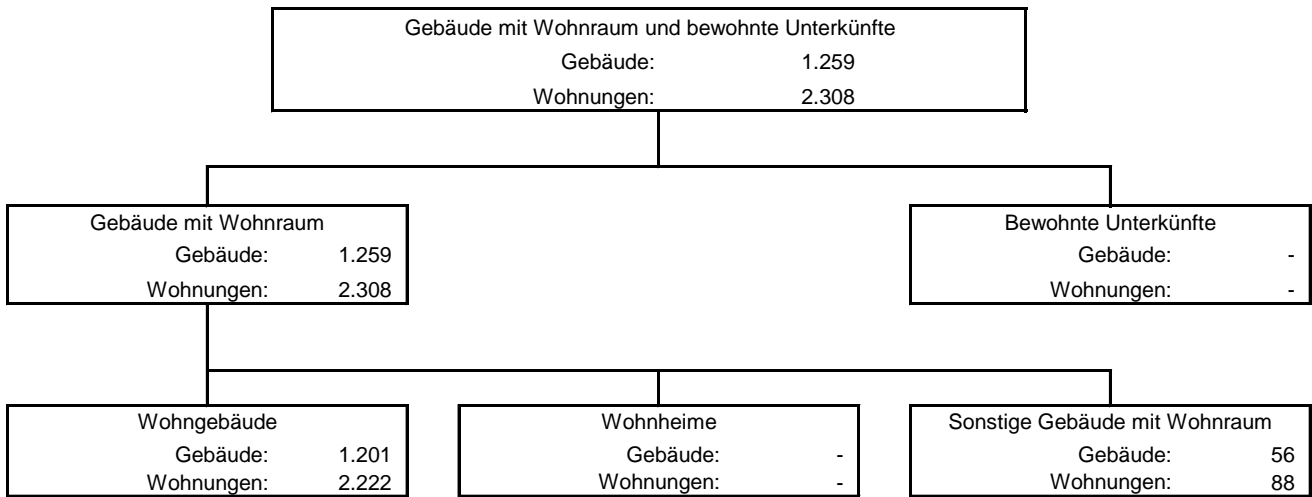 Gebäude mit Wohnraum und bewohnte Unterkünfte
Gebäude: 1.259
Wohnungen: 2.308
Gebäude mit Wohnraum
Gebäude: 1.259
Wohnungen: 2.308
Bewohnte Unterkünfte
Gebäude: -
Wohnungen: -
Wohngebäude
Gebäude: 1.201
Wohnungen: 2.222
Wohnheime
Gebäude: -
Wohnungen: -
Sonstige Gebäude mit Wohnraum
Gebäude: 56
Wohnungen: 88